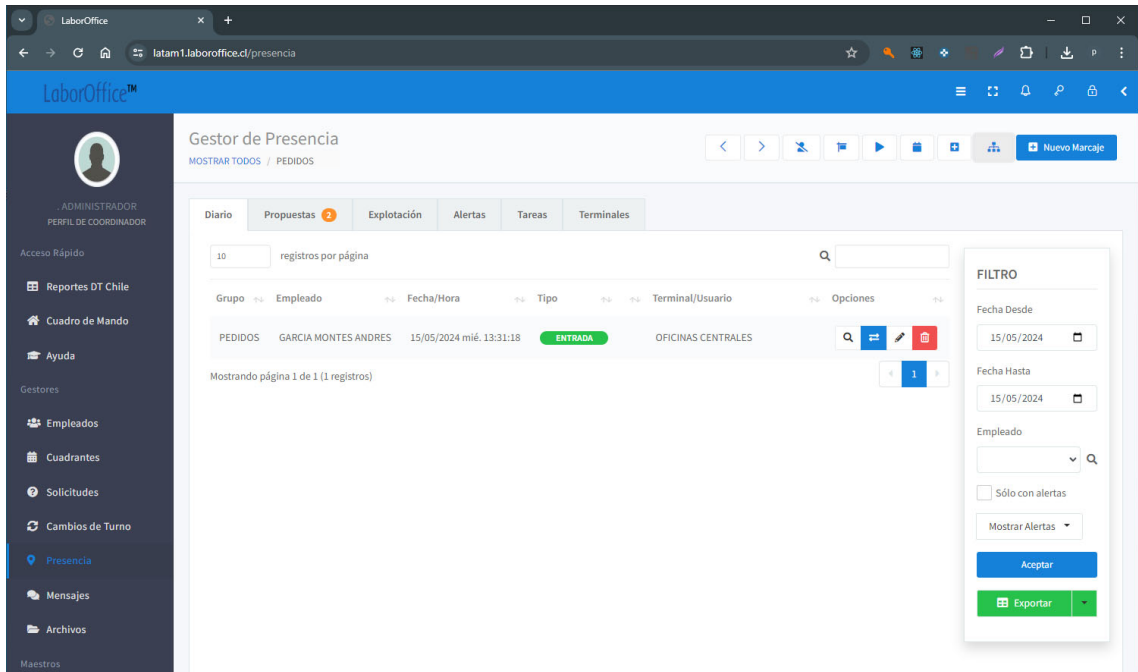 LaborOffice
latam1.laboroffice.cl/presencia
p
LaborOffice™
. ADMINISTRADOR
PERFIL DE COORDINADOR
Acceso Rápido
Reportes DT Chile
Cuadro de Mando
Ayuda
Gestores
Empleados
Cuadrantes
Solicitudes
Cambios de Turno
Presencia
Mensajes
Archivos
Maestros
Gestor de Presencia
MOSTRAR TODOS / PEDIDOS
Nuevo Marcaje
Diario Propuestas 2 Explotación Alertas Tareas Terminales
10 registros por página
Grupo Empleado Fecha/Hora Tipo Terminal/Usuario Opciones
PEDIDOS GARCIA MONTES ANDRES 15/05/2024 mié. 13:31:18 ENTRADA OFICINAS CENTRALES
Mostrando página 1 de 1 (1 registros)
1
FILTRO
Fecha Desde
15/05/2024
Fecha Hasta
15/05/2024
Empleado
Sólo con alertas
Mostrar Alertas
Aceptar
Exportar